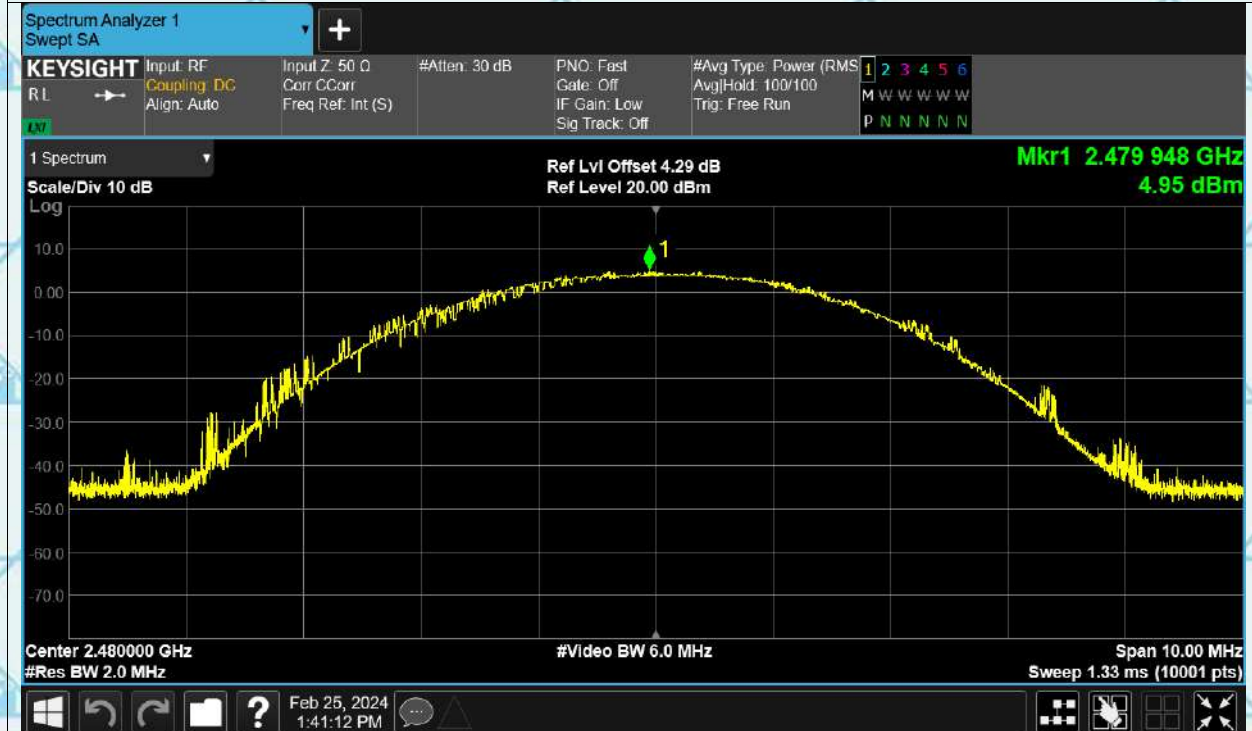 Spectrum Analyzer 1
Swept SA
+
KEYSIGHT
RL
LXI
Input: RF
Coupling: DC
Align: Auto
Input Z: 50 Ω
Corr CCorr
Freq Ref: Int (S)
#Atten: 30 dB
PNO: Fast
Gate: Off
IF Gain: Low
Sig Track: Off
#Avg Type: Power (RMS
Avg|Hold: 100/100
Trig: Free Run
1 2 3 4 5 6
M W W W W W
P N N N N N
1 Spectrum
Scale/Div 10 dB
Log
Ref Lvl Offset 4.29 dB
Ref Level 20.00 dBm
Mkr1 2.479 948 GHz
4.95 dBm
1
10.0
0.00
-10.0
-20.0
-30.0
-40.0
-50.0
-60.0
-70.0
Center 2.480000 GHz
#Res BW 2.0 MHz
#Video BW 6.0 MHz
Span 10.00 MHz
Sweep 1.33 ms (10001 pts)
?
Feb 25, 2024
1:41:12 PM